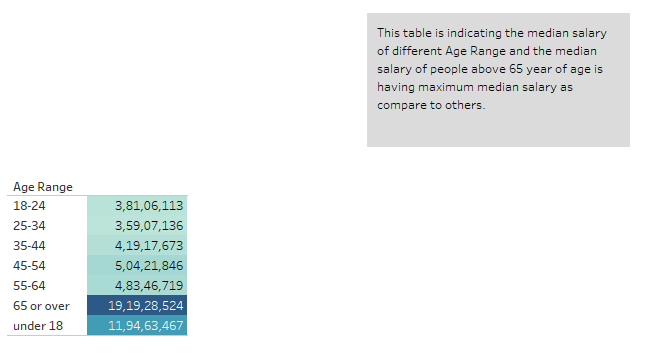 This table is indicating the median salary
of different Age Range and the median
salary of people above 65 year of age is
having maximum median salary as
compare to others.
Age Range
18-24 3,81,06,113
25-34 3,59,07,136
35-44 4,19,17,673
45-54 5,04,21,846
55-64 4,83,46,719
65 or over 19,19,28,524
under 18 11,94,63,467